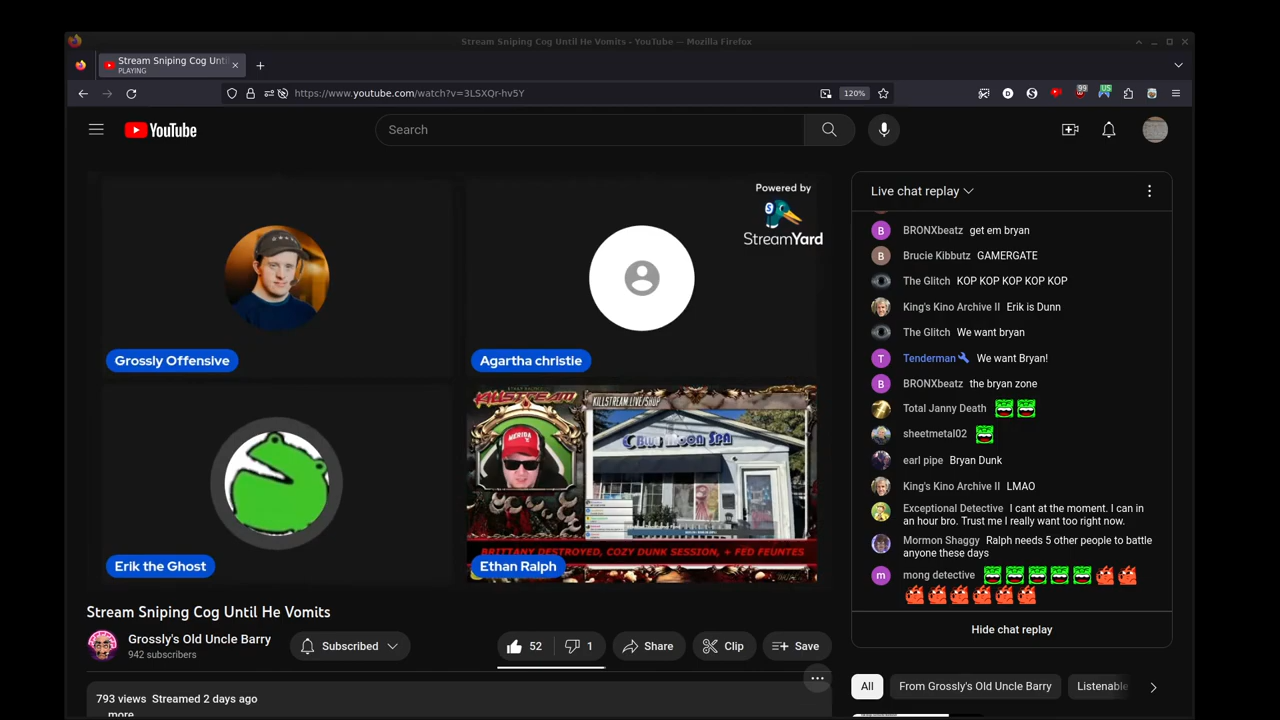 Stream Sniping Cog Until He Vomits - YouTube — Mozilla Firefox
Stream Sniping Cog Unti
PLAYING
https://www.youtube.com/watch?v=3LSXQr-hv5Y
120%
99
US
YouTube
Search
Powered by
StreamYard
Grossly Offensive
Agartha christie
Erik the Ghost
KILLSTREAM
KILLSTREAM.LIVE/SHOP
MERIDA
Blue Moon Spa
BRITTANY DESTROYED, COZY DUNK SESSION, + FED FEUNTES
Ethan Ralph
Live chat replay
BRONXbeatz get em bryan
Brucie Kibbutz GAMERGATE
The Glitch KOP KOP KOP KOP KOP
King's Kino Archive II Erik is Dunn
The Glitch We want bryan
Tenderman We want Bryan!
BRONXbeatz the bryan zone
Total Janny Death
sheetmetal02
earl pipe Bryan Dunk
King's Kino Archive II LMAO
Exceptional Detective I cant at the moment. I can in
an hour bro. Trust me I really want too right now.
Mormon Shaggy Ralph needs 5 other people to battle
anyone these days
mong detective
Hide chat replay
Stream Sniping Cog Until He Vomits
Grossly's Old Uncle Barry
942 subscribers
Subscribed
52
1
Share
Clip
Save
793 views Streamed 2 days ago
more
All
From Grossly's Old Uncle Barry
Listenable